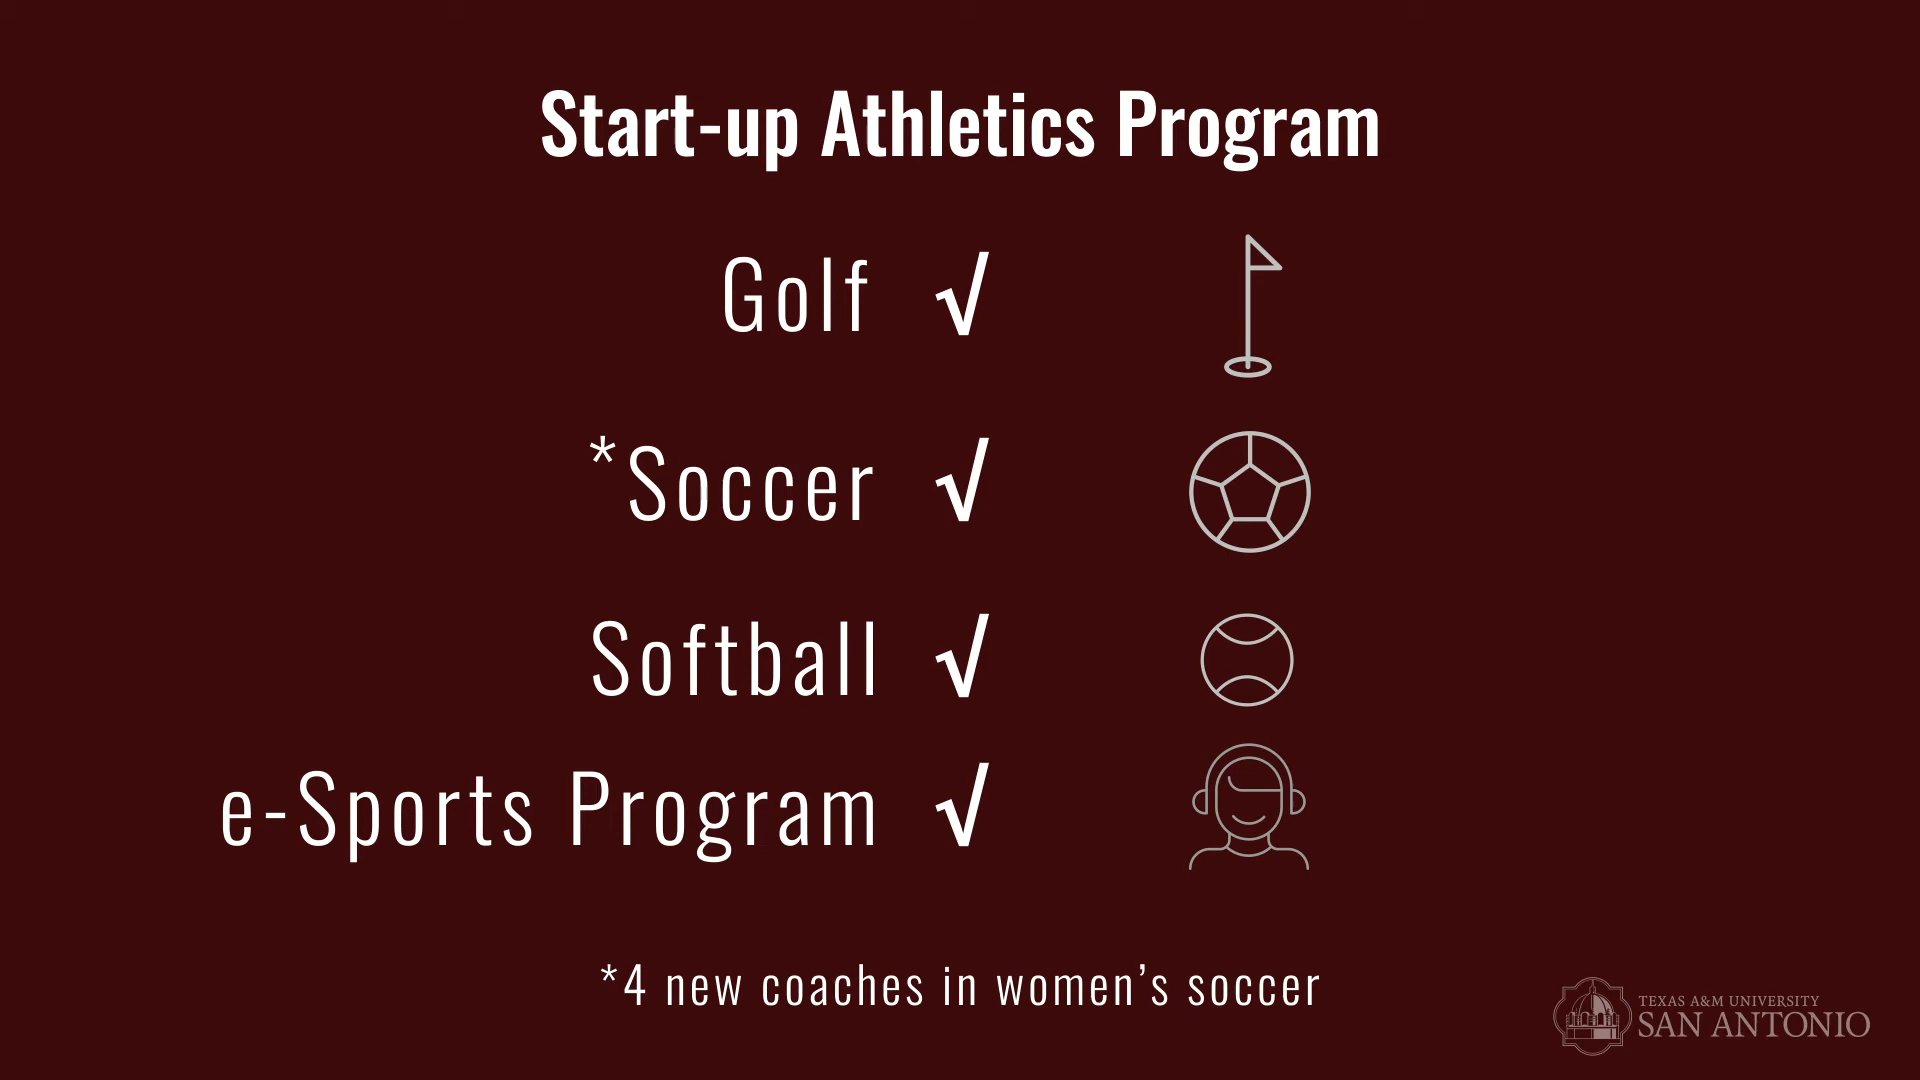 Start-up Athletics Program
Golf √
*Soccer √
Softball √
e-Sports Program √
*4 new coaches in women’s soccer
TEXAS A&M UNIVERSITY
SAN ANTONIO